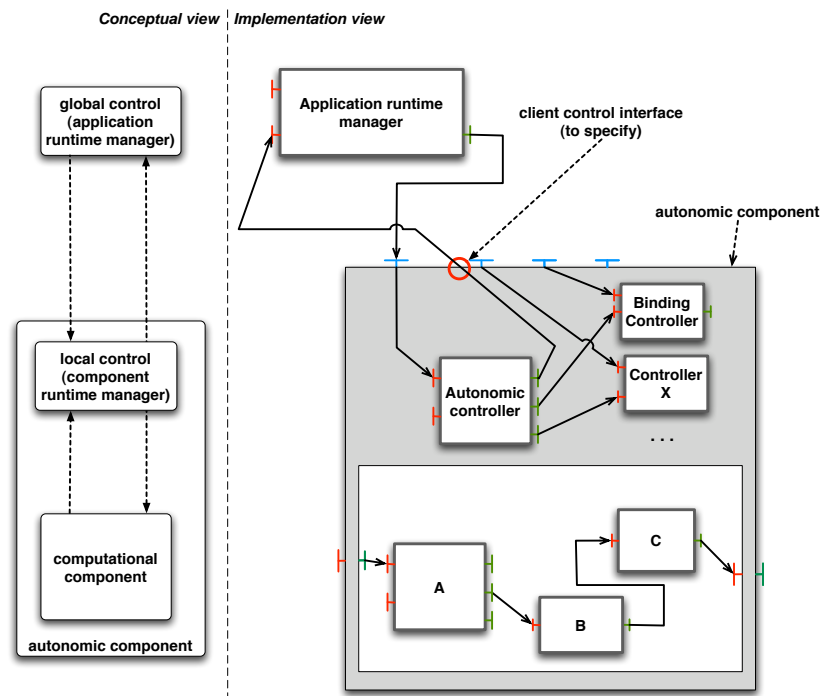 Conceptual view
Implementation view
global control
(application
runtime manager)
local control
(component
runtime manager)
computational
component
autonomic component
Application runtime
manager
client control interface
(to specify)
autonomic component
Binding
Controller
Autonomic
controller
Controller
X
. . .
A
B
C